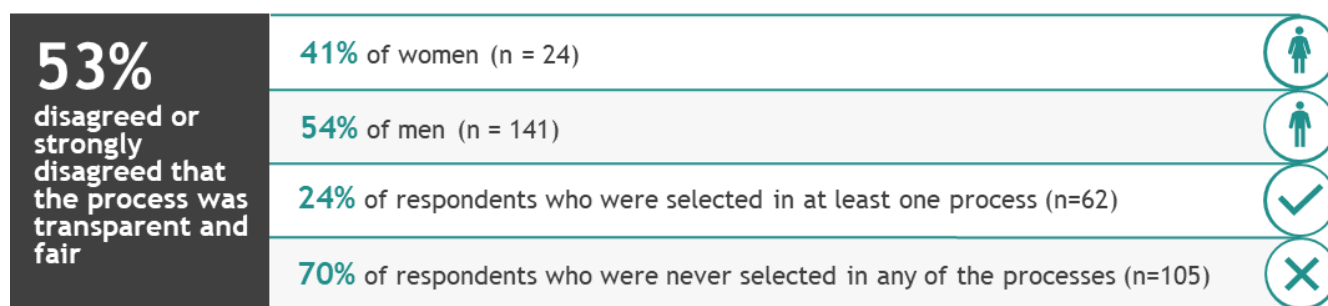 53%
disagreed or
strongly
disagreed that
the process was
transparent and
fair
41% of women (n = 24)
54% of men (n = 141)
24% of respondents who were selected in at least one process (n=62)
70% of respondents who were never selected in any of the processes (n=105)